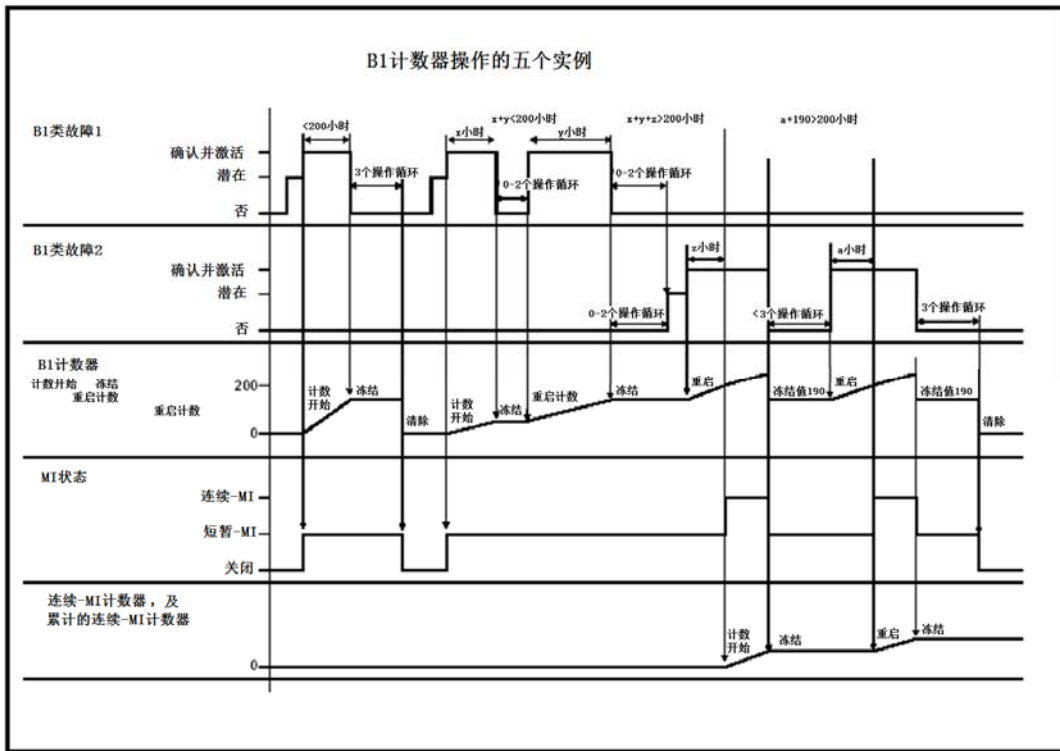 B1计数器操作的五个实例
B1类故障1
<200小时
x+y<200小时
x+y+z>200小时
a+190>200小时
x小时
y小时
确认并激活
潜在
否
3个操作循环
0-2个操作循环
0-2个操作循环
B1类故障2
确认并激活
潜在
否
z小时
a小时
0-2个操作循环
<3个操作循环
3个操作循环
B1计数器
计数开始 冻结
重启计数
重启计数
200
0
计数
开始
冻结
清除
计数
开始
冻结
重启计数
冻结
重启
冻结值190
重启
冻结值190
清除
MI状态
连续-MI
短暂-MI
关闭
连续-MI计数器，及
累计的连续-MI计数器
0
计数
开始
冻结
重启
冻结